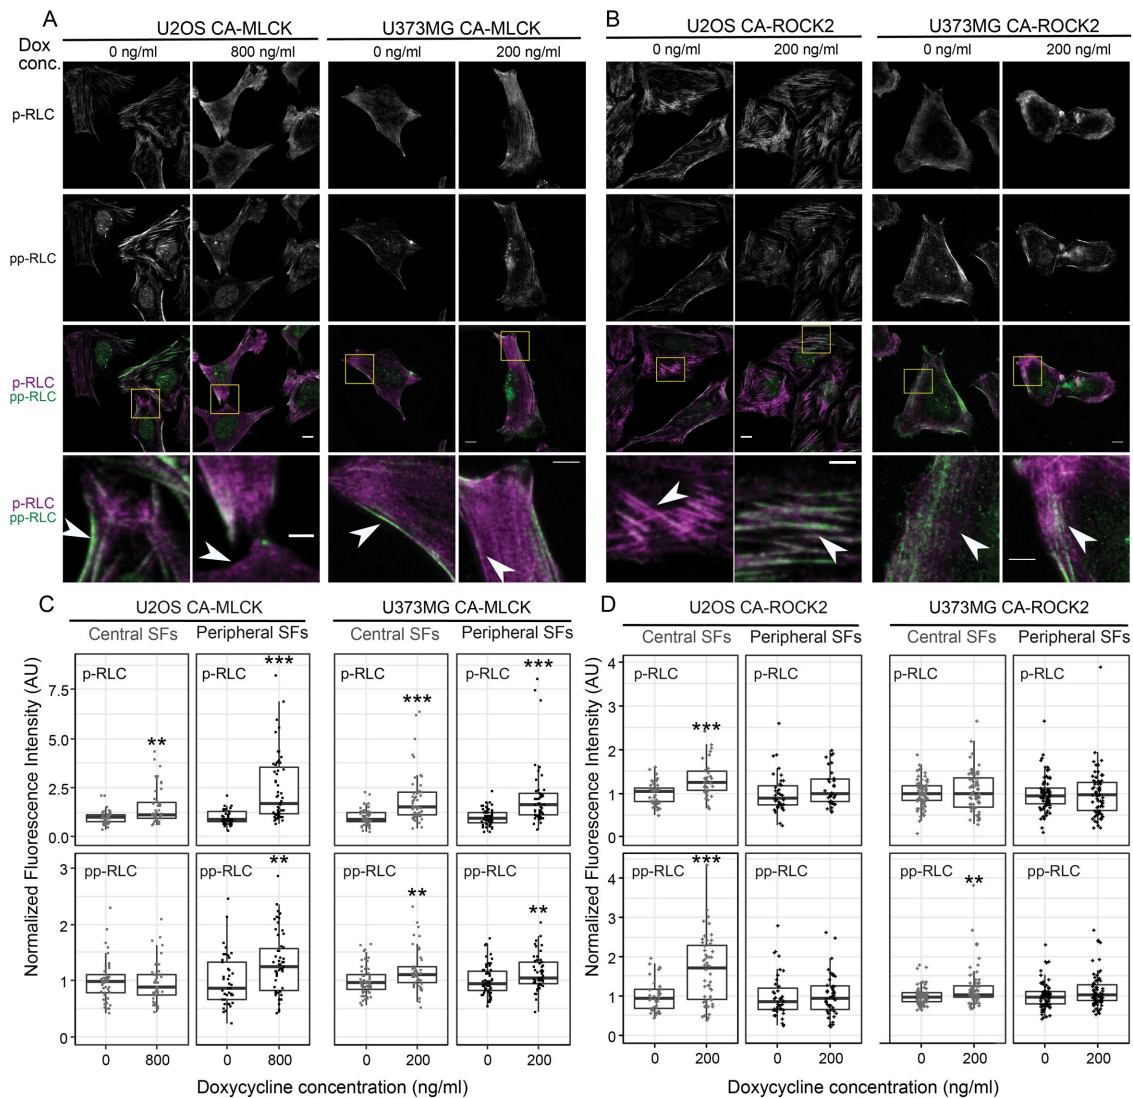 A
U2OS CA-MLCK
U373MG CA-MLCK
Dox conc.
0 ng/ml
800 ng/ml
0 ng/ml
200 ng/ml
p-RLC
pp-RLC
p-RLC
pp-RLC
p-RLC
pp-RLC
B
U2OS CA-ROCK2
U373MG CA-ROCK2
0 ng/ml
200 ng/ml
0 ng/ml
200 ng/ml
C
U2OS CA-MLCK
U373MG CA-MLCK
Central SFs
Peripheral SFs
Central SFs
Peripheral SFs
Normalized Fluorescence Intensity (AU)
7.5
5.0
2.5
0.0
p-RLC
**
p-RLC
***
p-RLC
***
p-RLC
***
3
2
1
0
pp-RLC
pp-RLC
**
pp-RLC
**
pp-RLC
**
0 800 0 800 0 200 0 200
Doxycycline concentration (ng/ml)
D
U2OS CA-ROCK2
U373MG CA-ROCK2
Central SFs
Peripheral SFs
Central SFs
Peripheral SFs
Normalized Fluorescence Intensity (AU)
4
3
2
1
0
p-RLC
***
p-RLC
p-RLC
p-RLC
4
3
2
1
0
pp-RLC
***
pp-RLC
pp-RLC
**
pp-RLC
0 200 0 200 0 200 0 200
Doxycycline concentration (ng/ml)